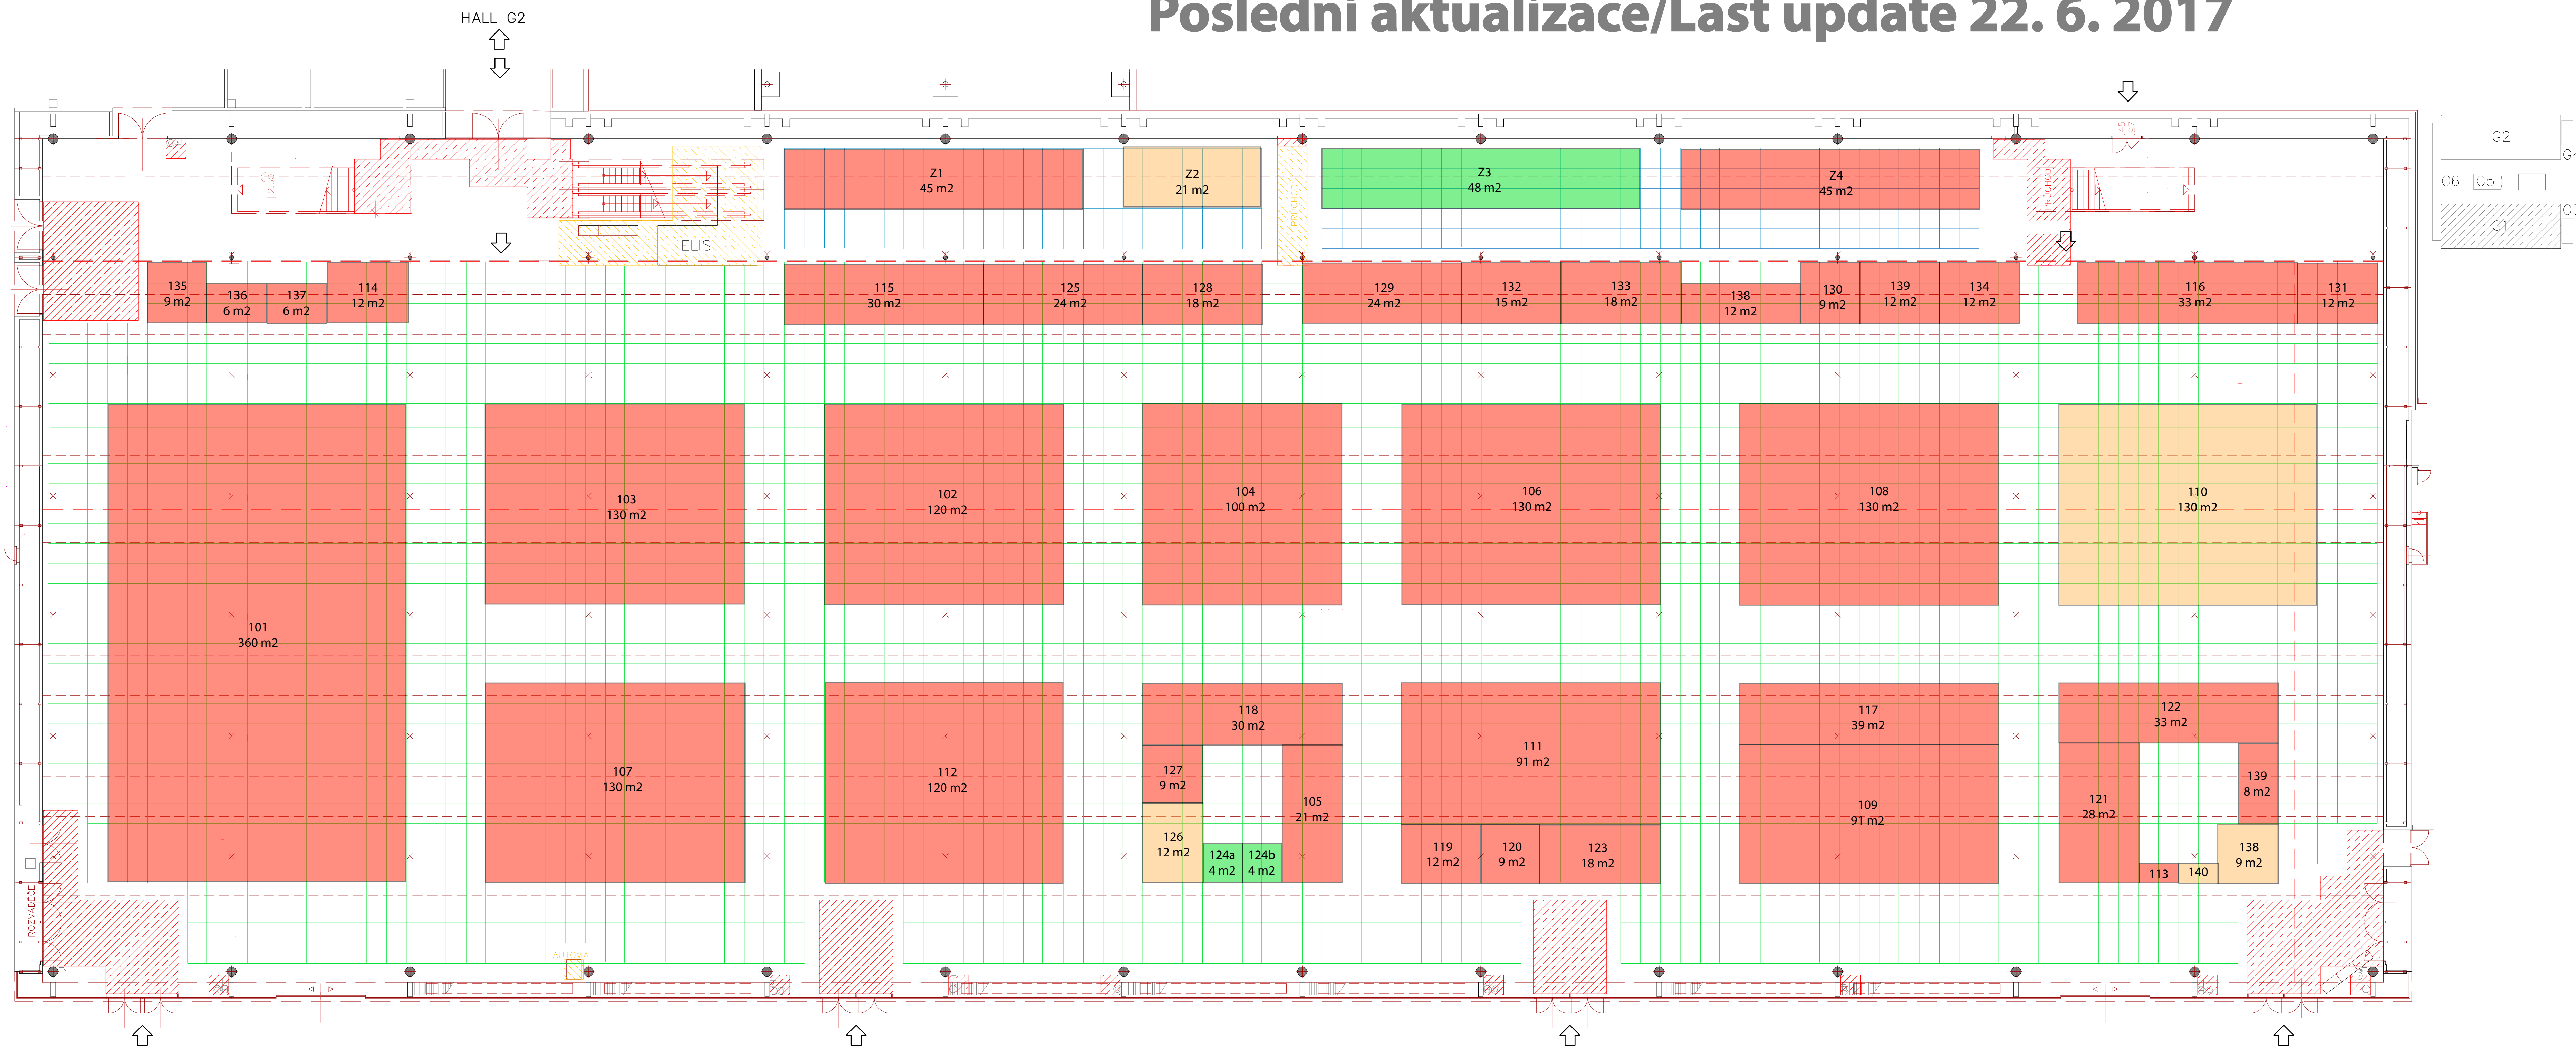 Poslední aktualizace/Last update 22. 6. 2017
HALL G2
G2
G4
G6
G5
G3
G1
45
97
[2.50]
Z1
45 m2
Z2
21 m2
Z3
48 m2
Z4
45 m2
PRŮCHOD
PRŮCHOD
ELIS
135
9 m2
136
6 m2
137
6 m2
114
12 m2
115
30 m2
125
24 m2
128
18 m2
129
24 m2
132
15 m2
133
18 m2
138
12 m2
130
9 m2
139
12 m2
134
12 m2
116
33 m2
131
12 m2
101
360 m2
103
130 m2
102
120 m2
104
100 m2
106
130 m2
108
130 m2
110
130 m2
107
130 m2
112
120 m2
118
30 m2
127
9 m2
126
12 m2
124a
4 m2
124b
4 m2
105
21 m2
111
91 m2
119
12 m2
120
9 m2
123
18 m2
117
39 m2
109
91 m2
122
33 m2
121
28 m2
139
8 m2
138
9 m2
113
140
ROZVADĚČE
AUTOMAT